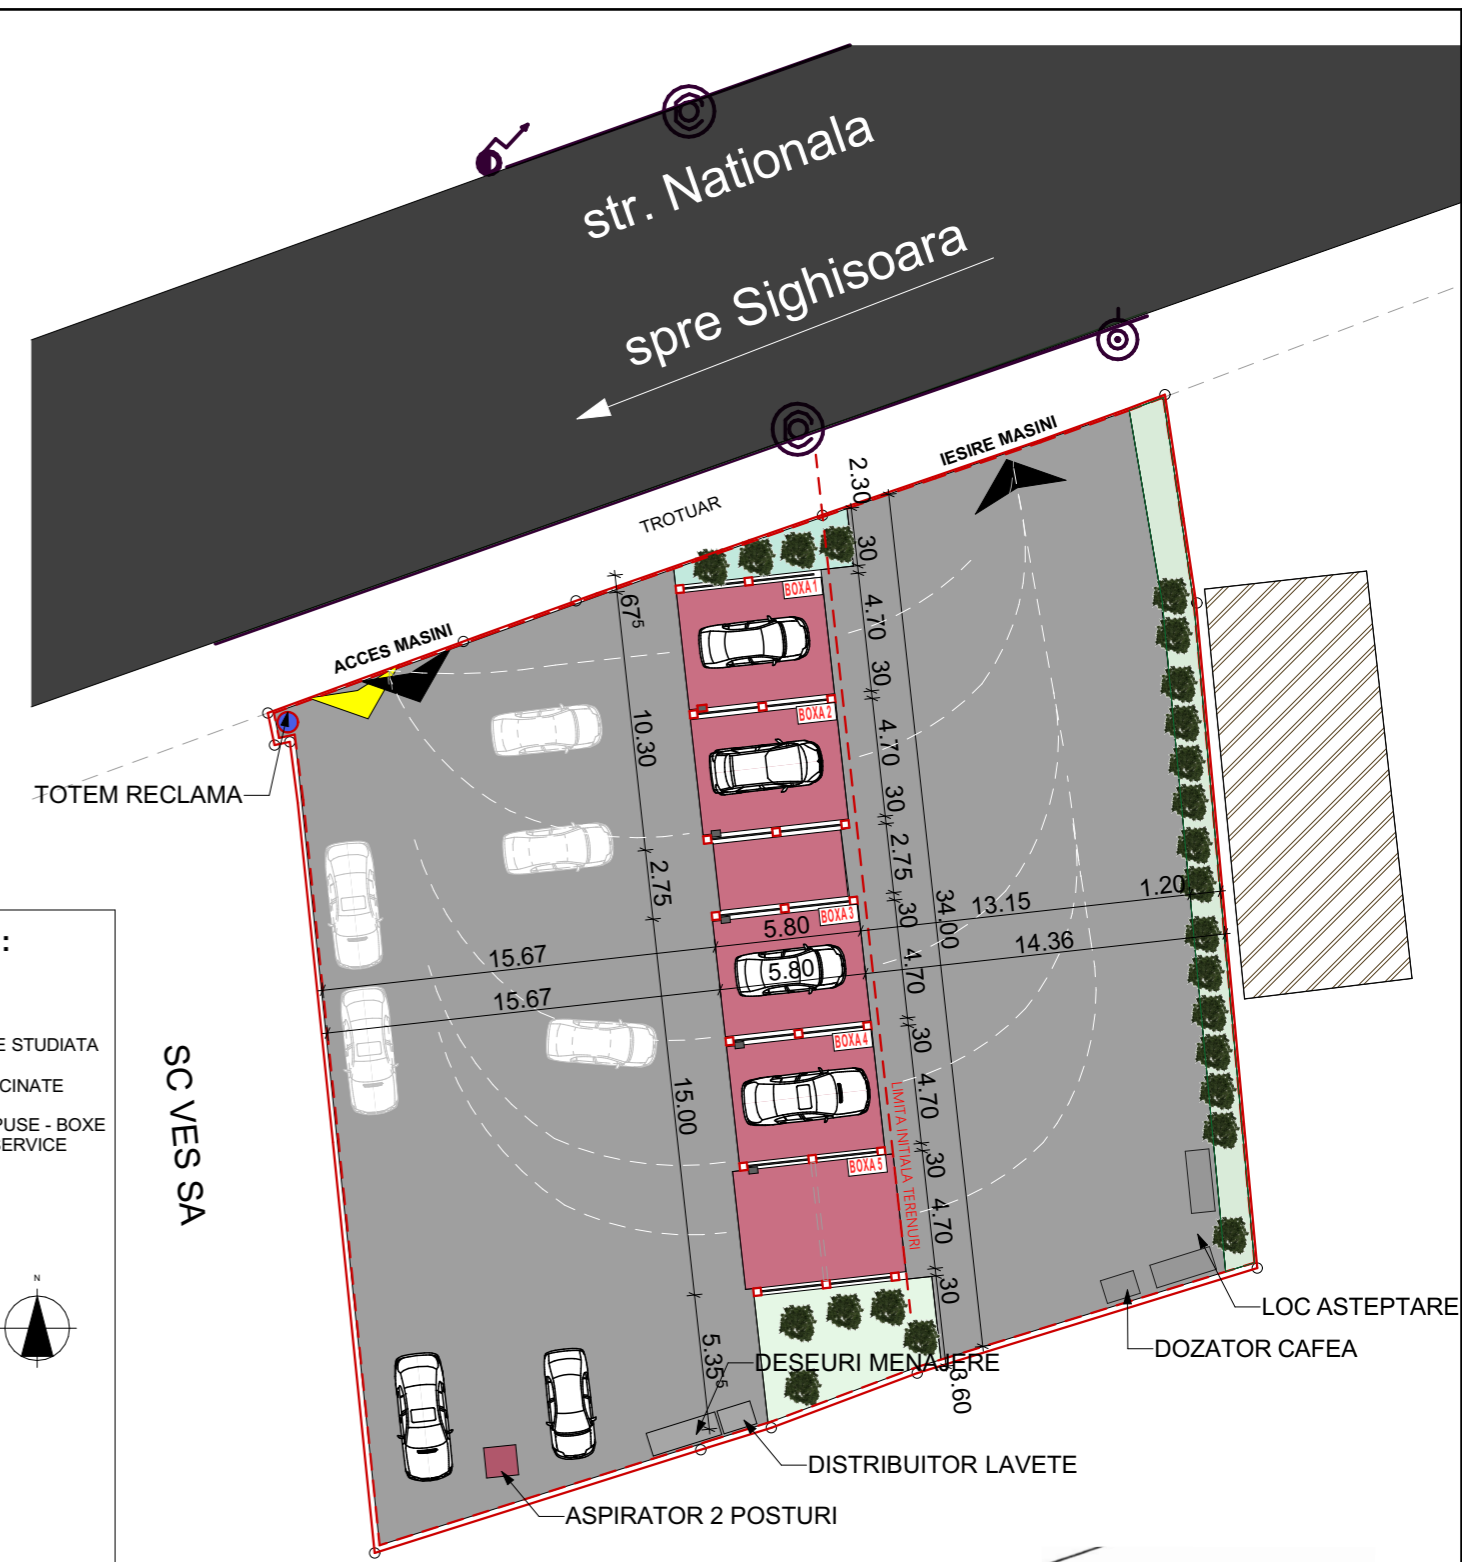 str. Nationala
spre Sighisoara
TROTUAR
IESIRE MASINI
ACCES MASINI
TOTEM RECLAMA
BOXA 1
BOXA 2
BOXA 3
BOXA 4
BOXA 5
2.30
30
4.70
30
4.70
30
2.75
30
4.70
30
4.70
30
4.70
30
3.60
34.00
67⁵
10.30
2.75
15.00
5.35⁵
15.67
5.80
13.15
1.20
15.67
5.80
14.36
LIMITA INITIALA TERENURI
SC VES SA
:
E STUDIATA
CINATE
PUSE - BOXE
SERVICE
N
LOC ASTEPTARE
DOZATOR CAFEA
DESEURI MENAJERE
DISTRIBUITOR LAVETE
ASPIRATOR 2 POSTURI